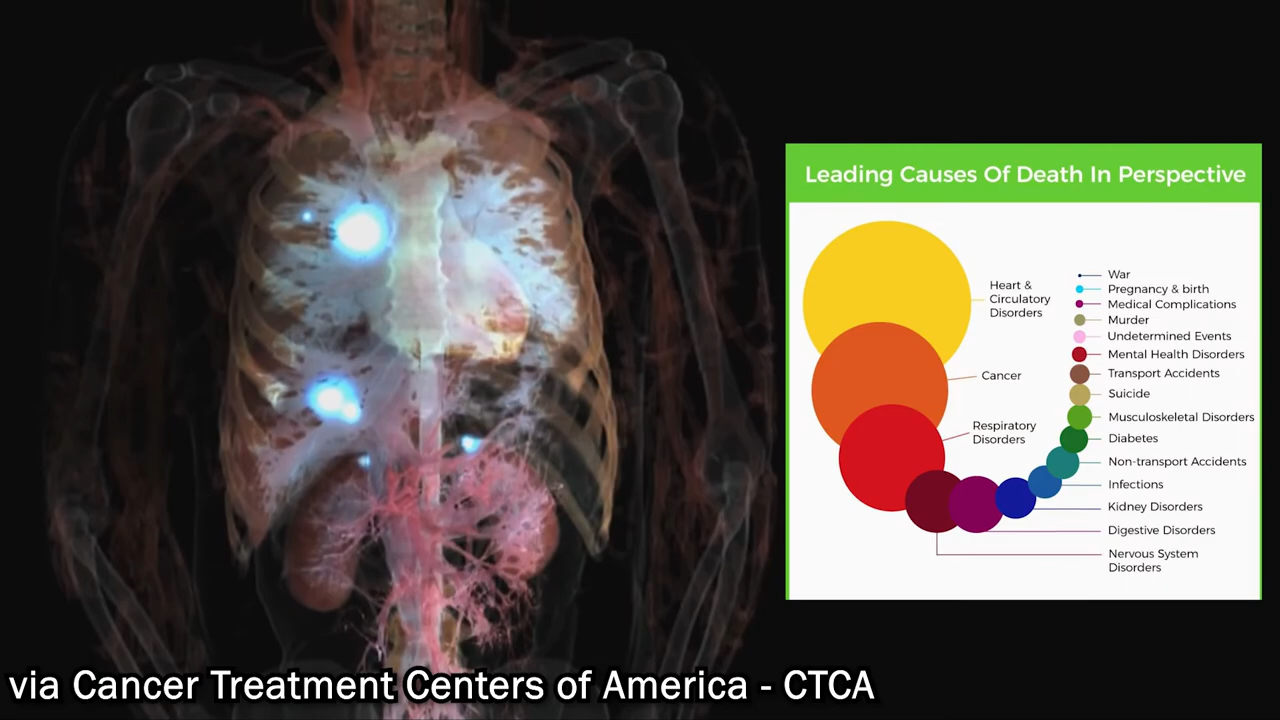 Leading Causes Of Death In Perspective
Heart &
Circulatory
Disorders
Cancer
Respiratory
Disorders
War
Pregnancy & birth
Medical Complications
Murder
Undetermined Events
Mental Health Disorders
Transport Accidents
Suicide
Musculoskeletal Disorders
Diabetes
Non-transport Accidents
Infections
Kidney Disorders
Digestive Disorders
Nervous System
Disorders
via Cancer Treatment Centers of America - CTCA